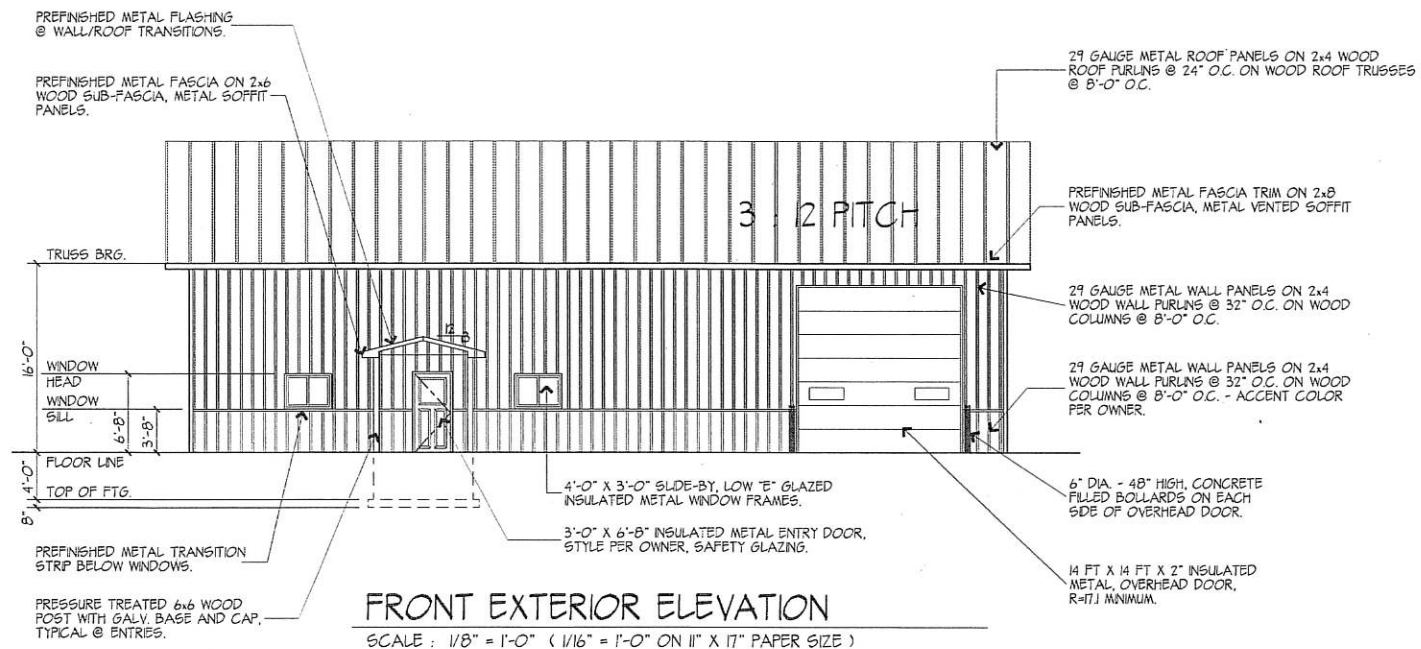 PREFINISHED METAL FLASHING
@ WALL/ROOF TRANSITIONS.
PREFINISHED METAL FASCIA ON 2x6
WOOD SUB-FASCIA, METAL SOFFIT
PANELS.
29 GAUGE METAL ROOF PANELS ON 2x4 WOOD
ROOF PURLINS @ 24" O.C. ON WOOD ROOF TRUSSES
@ 8'-0" O.C.
3 : 12 PITCH
PREFINISHED METAL FASCIA TRIM ON 2x8
WOOD SUB-FASCIA, METAL VENTED SOFFIT
PANELS.
TRUSS BRG.
29 GAUGE METAL WALL PANELS ON 2x4
WOOD WALL PURLINS @ 32" O.C. ON WOOD
COLUMNS @ 8'-0" O.C.
12
3
16'-0"
WINDOW
HEAD
WINDOW
SILL
6'-8"
3'-8"
29 GAUGE METAL WALL PANELS ON 2x4
WOOD WALL PURLINS @ 32" O.C. ON WOOD
COLUMNS @ 8'-0" O.C. - ACCENT COLOR
PER OWNER.
FLOOR LINE
4'-0"
TOP OF FTG.
8"
4'-0" X 3'-0" SLIDE-BY, LOW "E" GLAZED
INSULATED METAL WINDOW FRAMES.
6" DIA. - 48" HIGH, CONCRETE
FILLED BOLLARDS ON EACH
SIDE OF OVERHEAD DOOR.
3'-0" X 6'-8" INSULATED METAL ENTRY DOOR,
STYLE PER OWNER, SAFETY GLAZING.
PREFINISHED METAL TRANSITION
STRIP BELOW WINDOWS.
14 FT X 14 FT X 2" INSULATED
METAL, OVERHEAD DOOR,
R=17.1 MINIMUM.
PRESSURE TREATED 6x6 WOOD
POST WITH GALV. BASE AND CAP,
TYPICAL @ ENTRIES.
FRONT EXTERIOR ELEVATION
SCALE : 1/8" = 1'-0" ( 1/16" = 1'-0" ON 11" X 17" PAPER SIZE )